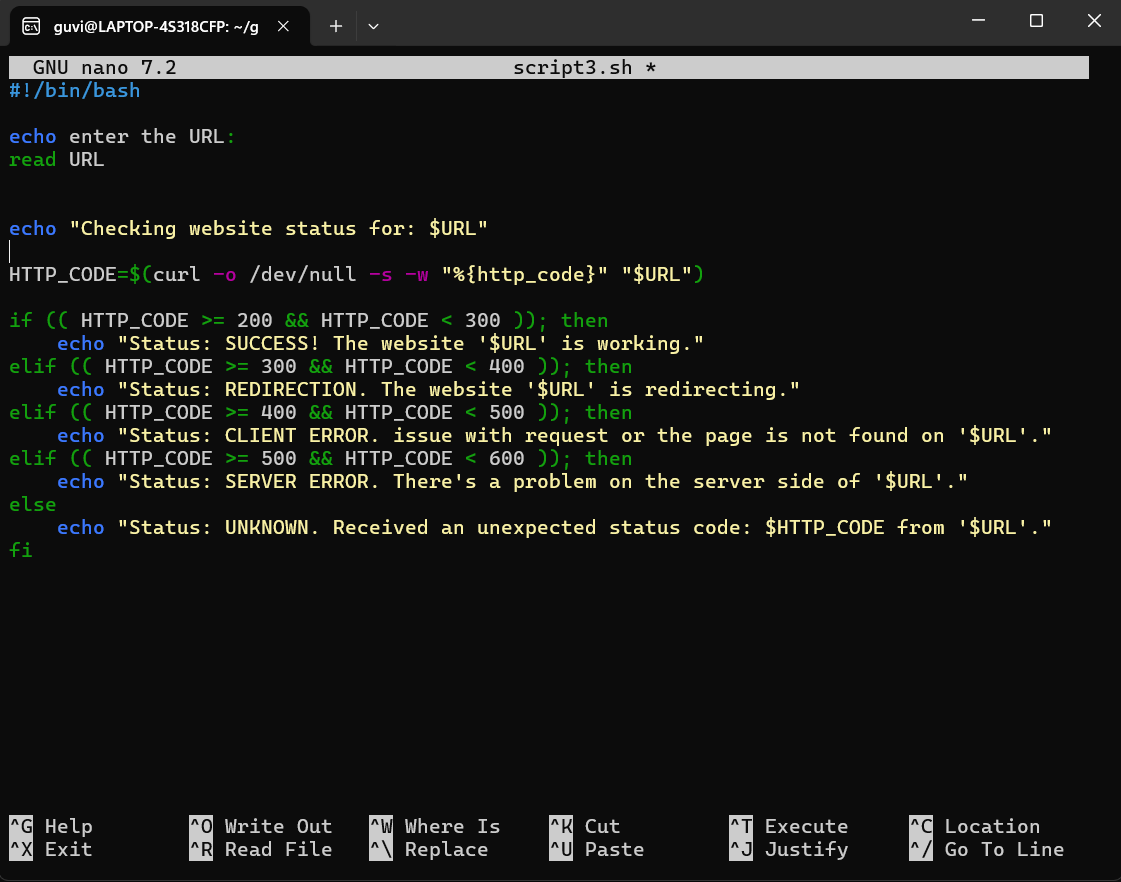 guvi@LAPTOP-4S318CFP: ~/g
GNU nano 7.2 script3.sh *
#!/bin/bash
echo enter the URL:
read URL
echo "Checking website status for: $URL"
HTTP_CODE=$(curl -o /dev/null -s -w "%{http_code}" "$URL")
if (( HTTP_CODE >= 200 && HTTP_CODE < 300 )); then
    echo "Status: SUCCESS! The website '$URL' is working."
elif (( HTTP_CODE >= 300 && HTTP_CODE < 400 )); then
    echo "Status: REDIRECTION. The website '$URL' is redirecting."
elif (( HTTP_CODE >= 400 && HTTP_CODE < 500 )); then
    echo "Status: CLIENT ERROR. issue with request or the page is not found on '$URL'."
elif (( HTTP_CODE >= 500 && HTTP_CODE < 600 )); then
    echo "Status: SERVER ERROR. There's a problem on the server side of '$URL'."
else
    echo "Status: UNKNOWN. Received an unexpected status code: $HTTP_CODE from '$URL'."
fi
^G Help ^O Write Out ^W Where Is ^K Cut ^T Execute ^C Location
^X Exit ^R Read File ^\ Replace ^U Paste ^J Justify ^/ Go To Line